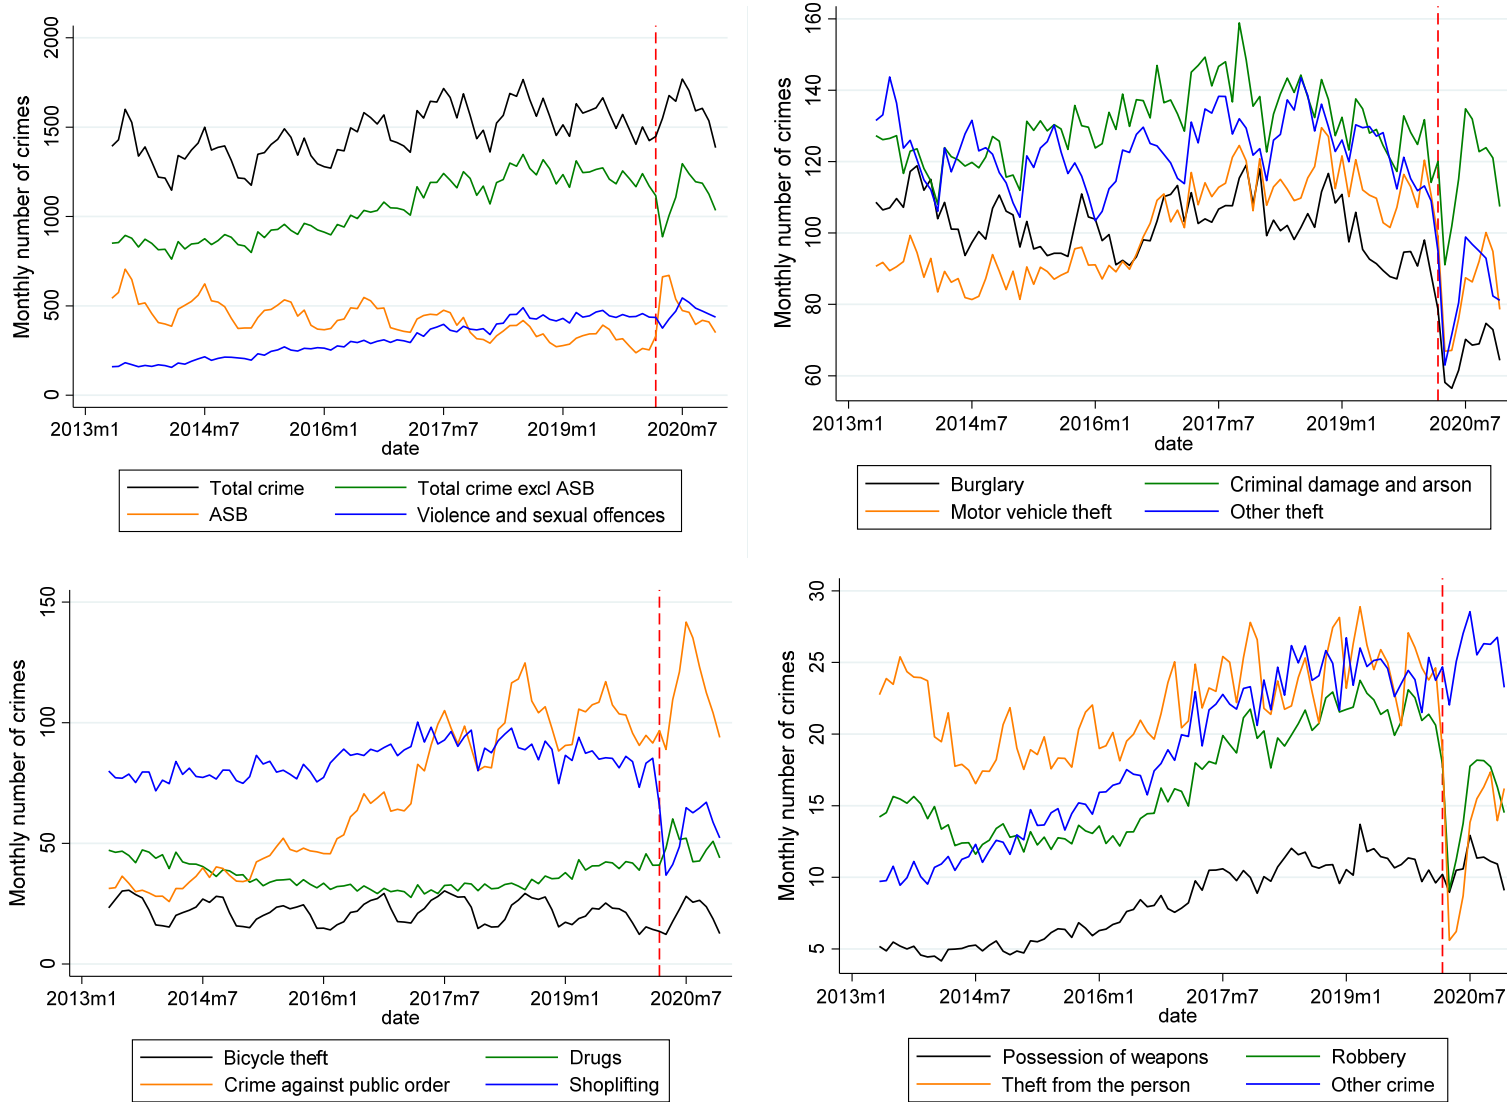 Monthly number of crimes
2000
1500
1000
500
0
2013m1 2014m7 2016m1 2017m7 2019m1 2020m7
date
Total crime Total crime excl ASB
ASB Violence and sexual offences
Monthly number of crimes
160
140
120
100
80
60
2013m1 2014m7 2016m1 2017m7 2019m1 2020m7
date
Burglary Criminal damage and arson
Motor vehicle theft Other theft
Monthly number of crimes
150
100
50
0
2013m1 2014m7 2016m1 2017m7 2019m1 2020m7
date
Bicycle theft Drugs
Crime against public order Shoplifting
Monthly number of crimes
30
25
20
15
10
5
2013m1 2014m7 2016m1 2017m7 2019m1 2020m7
date
Possession of weapons Robbery
Theft from the person Other crime